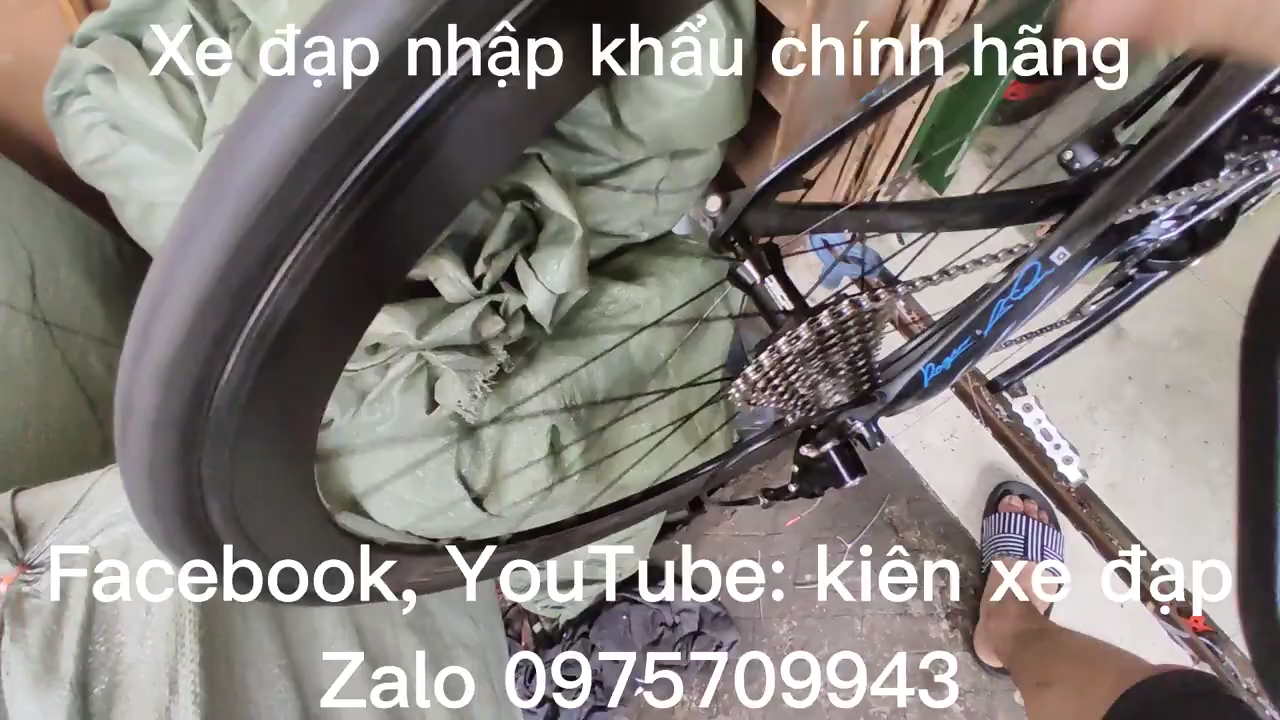 Xe đạp nhập khẩu chính hãng
Facebook, YouTube: kiên xe đạp
Zalo 0975709943